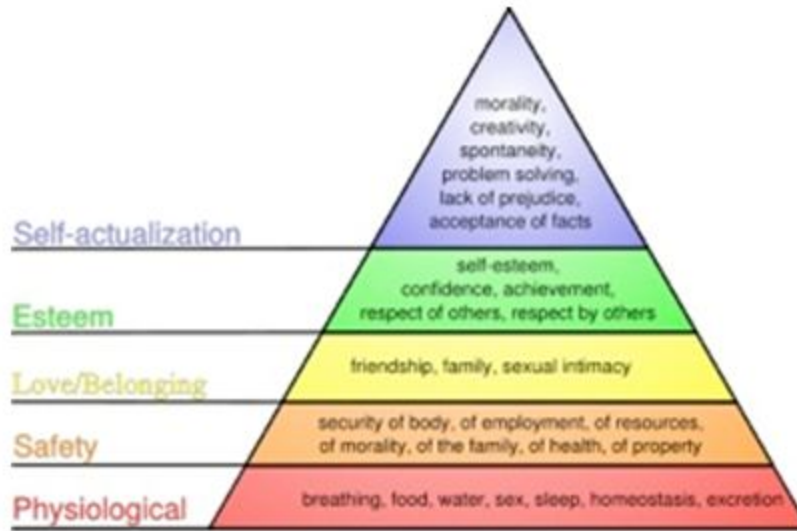 morality,
creativity,
spontaneity,
problem solving,
lack of prejudice,
acceptance of facts
Self-actualization
self-esteem,
confidence, achievement,
respect of others, respect by others
Esteem
friendship, family, sexual intimacy
Love/Belonging
security of body, of employment, of resources,
of morality, of the family, of health, of property
Safety
breathing, food, water, sex, sleep, homeostasis, excretion
Physiological